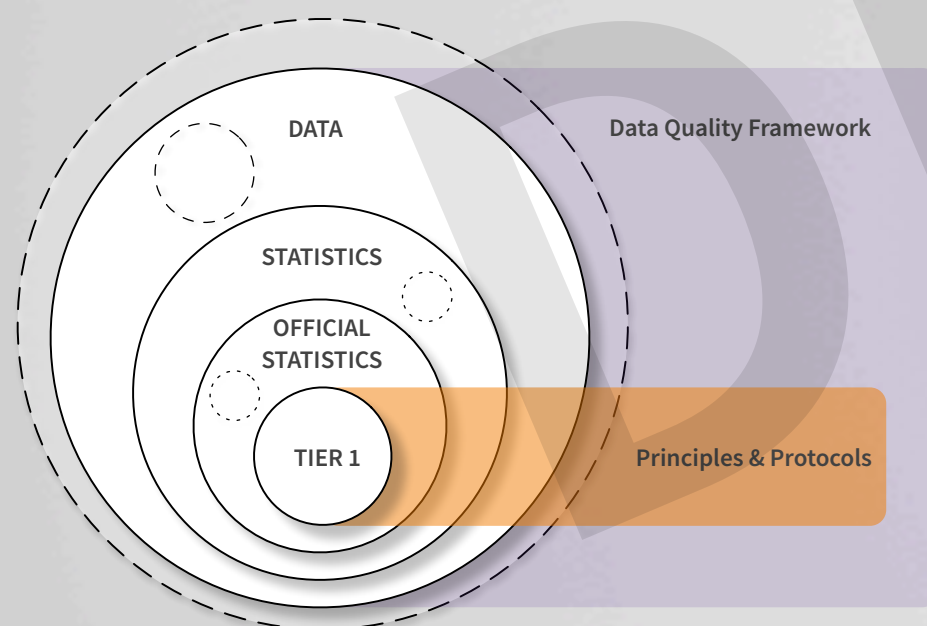 DATA
Data Quality Framework
STATISTICS
OFFICIAL
STATISTICS
TIER 1
Principles & Protocols